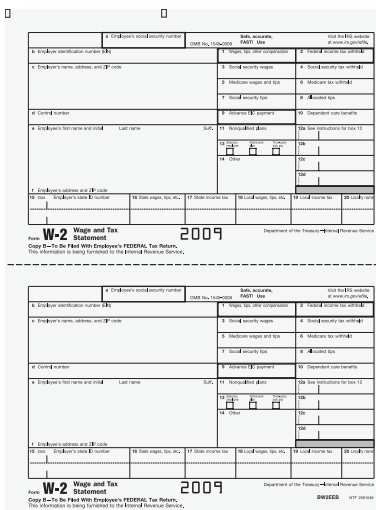 a Employee's social security number
OMB No. 1545-0008
Safe, accurate,
FAST! Use
Visit the IRS website
at www.irs.gov/efile.
b Employer identification number (EIN)
1 Wages, tips, other compensation
2 Federal income tax withheld
c Employer's name, address, and ZIP code
3 Social security wages
4 Social security tax withheld
5 Medicare wages and tips
6 Medicare tax withheld
7 Social security tips
8 Allocated tips
d Control number
9 Advance EIC payment
10 Dependent care benefits
e Employee's first name and initial Last name Suff.
11 Nonqualified plans
12a See instructions for box 12
13 Statutory employee Retirement plan Third-party sick pay
12b
14 Other
12c
12d
f Employee's address and ZIP code
15 State Employer's state ID number
16 State wages, tips, etc.
17 State income tax
18 Local wages, tips, etc.
19 Local income tax
20 Locality name
Form W-2 Wage and Tax Statement
2009
Department of the Treasury—Internal Revenue Service
Copy B—To Be Filed With Employee's FEDERAL Tax Return.
This information is being furnished to the Internal Revenue Service.
a Employee's social security number
OMB No. 1545-0008
Safe, accurate,
FAST! Use
Visit the IRS website
at www.irs.gov/efile.
b Employer identification number (EIN)
1 Wages, tips, other compensation
2 Federal income tax withheld
c Employer's name, address, and ZIP code
3 Social security wages
4 Social security tax withheld
5 Medicare wages and tips
6 Medicare tax withheld
7 Social security tips
8 Allocated tips
d Control number
9 Advance EIC payment
10 Dependent care benefits
e Employee's first name and initial Last name Suff.
11 Nonqualified plans
12a See instructions for box 12
13 Statutory employee Retirement plan Third-party sick pay
12b
14 Other
12c
12d
f Employee's address and ZIP code
15 State Employer's state ID number
16 State wages, tips, etc.
17 State income tax
18 Local wages, tips, etc.
19 Local income tax
20 Locality name
Form W-2 Wage and Tax Statement
2009
Department of the Treasury—Internal Revenue Service
Copy B—To Be Filed With Employee's FEDERAL Tax Return.
This information is being furnished to the Internal Revenue Service.
BW2EEB NTF